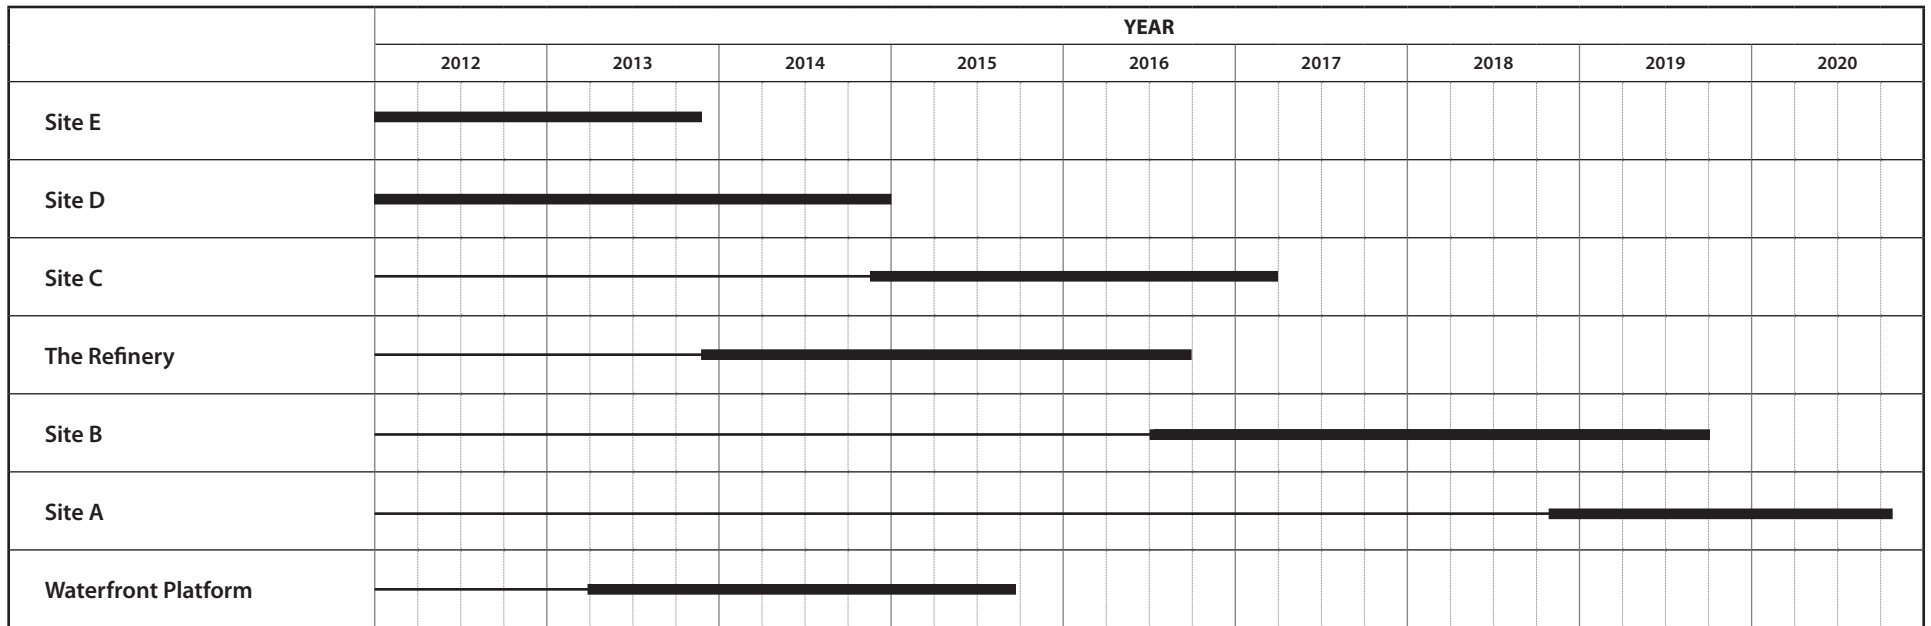 YEAR
2012 2013 2014 2015 2016 2017 2018 2019 2020
Site E
Site D
Site C
The Refinery
Site B
Site A
Waterfront Platform